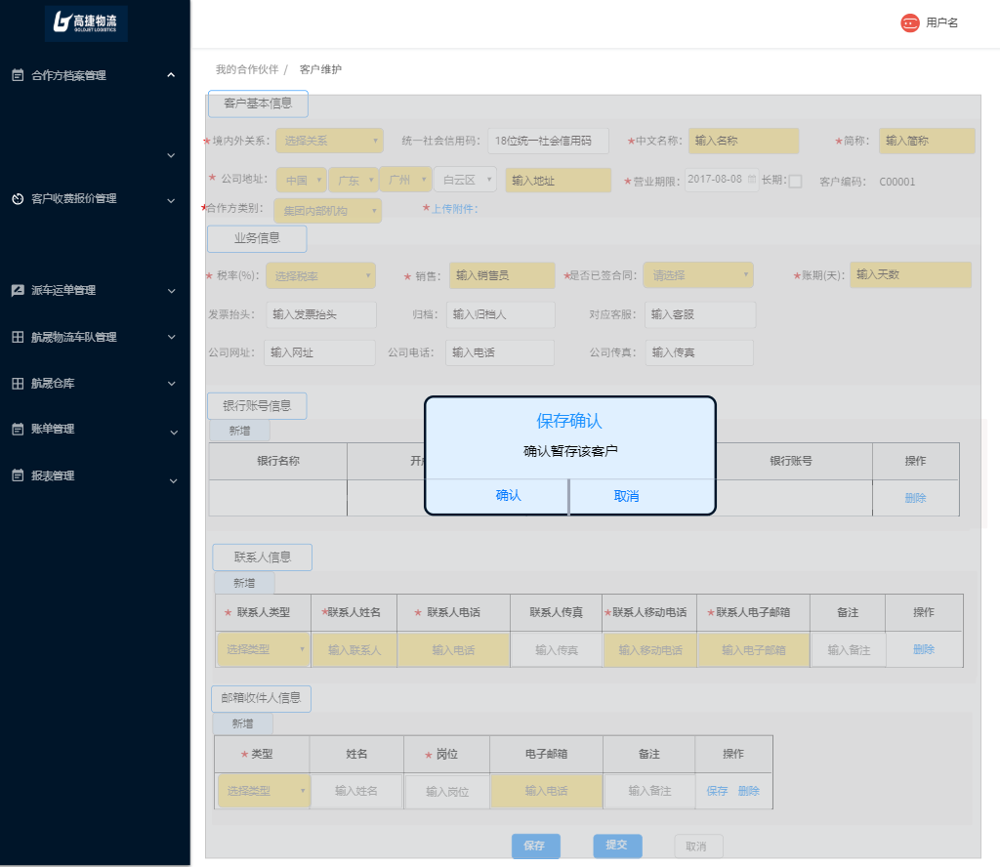 高捷物流
GOLDJET LOGISTICS
用户名
合作方档案管理
客户收费报价管理
派车运单管理
航晟物流车队管理
航晟仓库
账单管理
报表管理
我的合作伙伴 / 客户维护
客户基本信息
*境内外关系: 选择关系 统一社会信用码: 18位统一社会信用码 *中文名称: 输入名称 *简称: 输入简称
* 公司地址: 中国 广东 广州 白云区 输入地址 *营业期限: 2017-08-08 长期: 客户编码: C00001
*合作方类别: 集团内部机构 *上传附件:
业务信息
* 税率(%): 选择税率 * 销售: 输入销售员 *是否已签合同: 请选择 *账期(天): 输入天数
发票抬头: 输入发票抬头 归档: 输入归档人 对应客服: 输入客服
公司网址: 输入网址 公司电话: 输入电话 公司传真: 输入传真
银行账号信息
新增
银行名称 开 银行账号 操作
删除
保存确认
确认暂存该客户
确认 取消
联系人信息
新增
* 联系人类型 *联系人姓名 * 联系人电话 联系人传真 *联系人移动电话 *联系人电子邮箱 备注 操作
选择类型 输入联系人 输入电话 输入传真 输入移动电话 输入电子邮箱 输入备注 删除
邮箱收件人信息
新增
* 类型 姓名 * 岗位 电子邮箱 备注 操作
选择类型 输入姓名 输入岗位 输入电话 输入备注 保存 删除
保存 提交 取消